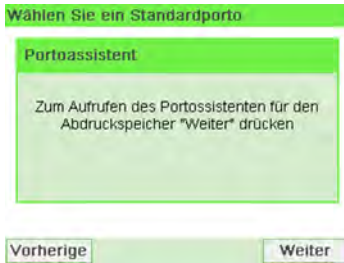 Wählen Sie ein Standardporto
Portoassistent
Zum Aufrufen des Portossistenten für den
Abdruckspeicher "Weiter" drücken
Vorherige
Weiter